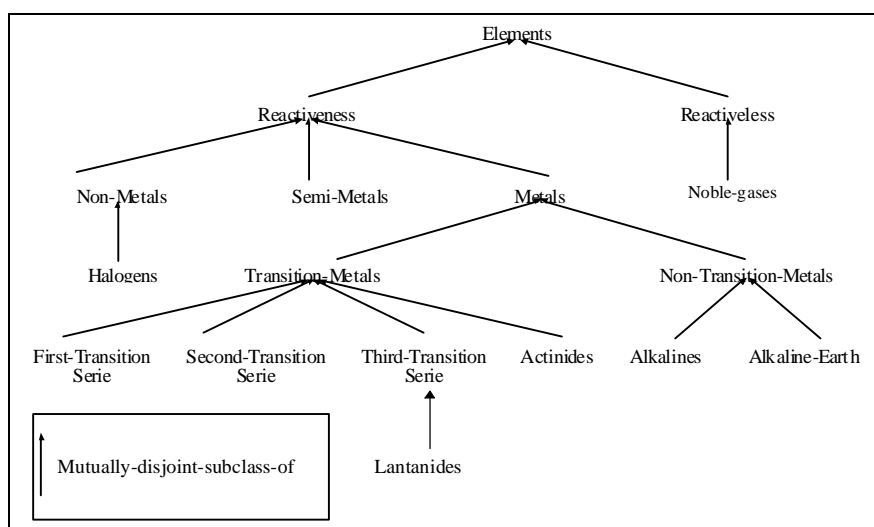 Elements
Reactiveness Reactiveless
Non-Metals Semi-Metals Metals Noble-gases
Halogens Transition-Metals Non-Transition-Metals
First-Transition Second-Transition Third-Transition Actinides Alkalines Alkaline-Earth
Serie Serie Serie
Mutually-disjoint-subclass-of Lantanides